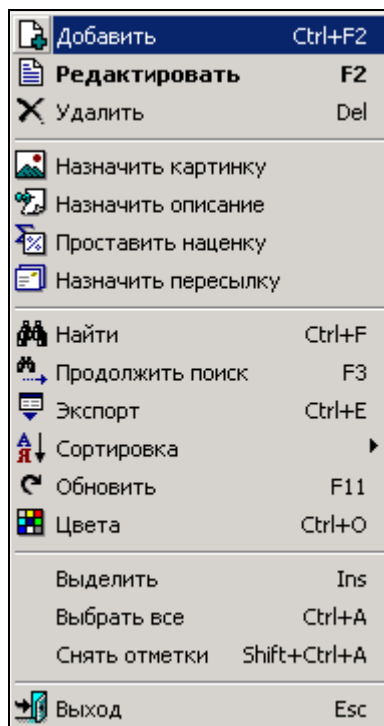 Добавить Ctrl+F2
Редактировать F2
Удалить Del
Назначить картинку
Назначить описание
Проставить наценку
Назначить пересылку
Найти Ctrl+F
Продолжить поиск F3
Экспорт Ctrl+E
Сортировка
Обновить F11
Цвета Ctrl+O
Выделить Ins
Выбрать все Ctrl+A
Снять отметки Shift+Ctrl+A
Выход Esc